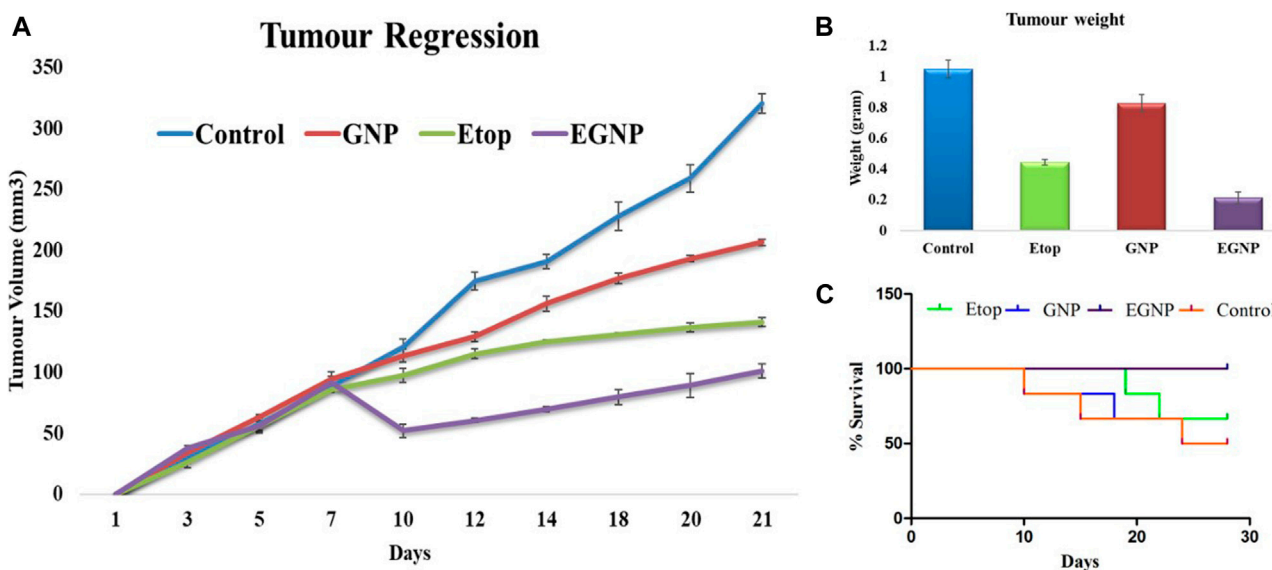 A
Tumour Regression
350
300
250
200
150
100
50
0
Tumour Volume (mm3)
Control GNP Etop EGNP
1 3 5 7 10 12 14 18 20 21
Days
B
Tumour weight
1.2
1
0.8
0.6
0.4
0.2
0
Weight (gram)
Control Etop GNP EGNP
C
150
100
50
0
% Survival
Etop GNP EGNP Control
0 10 20 30
Days